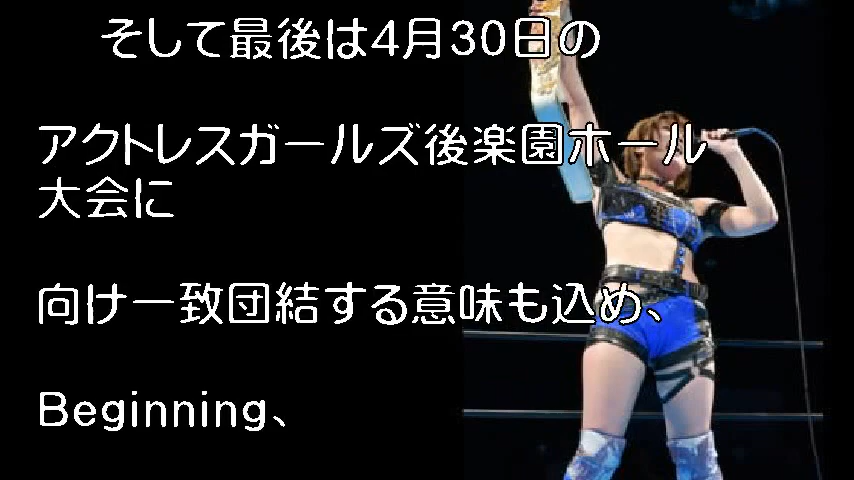 そして最後は4月30日の
アクトレスガールズ後楽園ホール
大会に
向け一致団結する意味も込め、
Beginning、